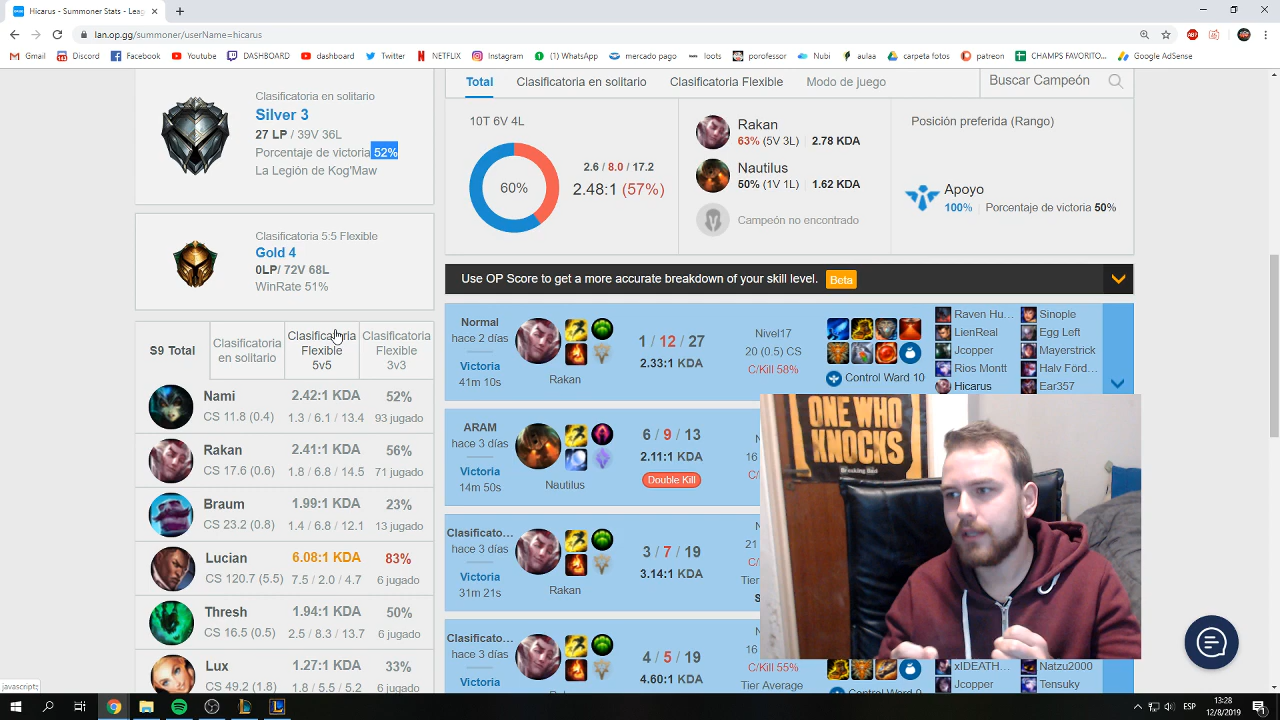 Hicarus - Summoner Stats - Leag
lan.op.gg/summoner/userName=hicarus
Gmail
Discord
Facebook
Youtube
DASHBOARD
dashboard
Twitter
NETFLIX
Instagram
(1) WhatsApp
mercado pago
loots
professor
Nubi
aulaa
carpeta fotos
patreon
CHAMPS FAVORITO...
Google AdSense
Clasificatoria en solitario
Silver 3
27 LP / 39V 36L
Porcentaje de victoria 52%
La Legión de Kog'Maw
Clasificatoria 5:5 Flexible
Gold 4
0LP/ 72V 68L
WinRate 51%
S9 Total
Clasificatoria en solitario
Clasificatoria Flexible 5v5
Clasificatoria Flexible 3v3
Nami 2.42:1 KDA 52%
CS 11.8 (0.4) 1.3 / 6.1 / 13.4 93 jugado
Rakan 2.41:1 KDA 56%
CS 17.6 (0.6) 1.8 / 6.8 / 14.5 71 jugado
Braum 1.99:1 KDA 23%
CS 23.2 (0.8) 1.4 / 6.8 / 12.1 13 jugado
Lucian 6.08:1 KDA 83%
CS 120.7 (5.5) 7.5 / 2.0 / 4.7 6 jugado
Thresh 1.94:1 KDA 50%
CS 16.5 (0.5) 2.5 / 8.3 / 13.7 6 jugado
Lux 1.27:1 KDA 33%
CS 49.2 (1.8) 1.8 / 5.5 / 5.2 6 jugado
Total
Clasificatoria en solitario
Clasificatoria Flexible
Modo de juego
Buscar Campeón
10T 6V 4L
60%
2.6 / 8.0 / 17.2
2.48:1 (57%)
Rakan
63% (5V 3L) 2.78 KDA
Nautilus
50% (1V 1L) 1.62 KDA
Campeón no encontrado
Posición preferida (Rango)
Apoyo
100% Porcentaje de victoria 50%
Use OP Score to get a more accurate breakdown of your skill level. Beta
Normal
hace 2 días
Victoria
41m 10s
Rakan
1 / 12 / 27
2.33:1 KDA
Nivel17
20 (0.5) CS
C/Kill 58%
Control Ward 10
Raven Hu...
LienReal
Jcopper
Rios Montt
Hicarus
Sinople
Egg Left
Mayerstrick
Halv Förd...
Ear357
ARAM
hace 3 días
Victoria
14m 50s
Nautilus
6 / 9 / 13
2.11:1 KDA
Double Kill
ONE WHO
KNOCKS
Breaking Bad
Clasificato...
hace 3 días
Victoria
31m 21s
Rakan
3 / 7 / 19
3.14:1 KDA
Clasificato...
hace 3 días
Victoria
4 / 5 / 19
4.60:1 KDA
C/Kill 55%
Tier Average
xIDEATH...
Jcopper
Natzu2000
Tensuky
javascript:;
ESP
13:28
12/8/2019